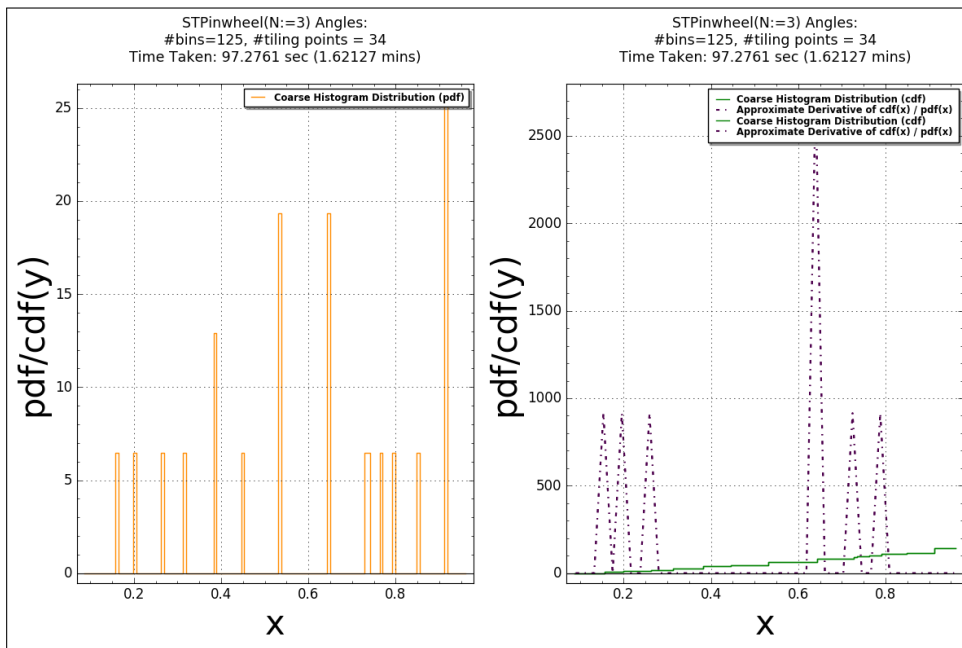 STPinwheel(N:=3) Angles:
#bins=125, #tiling points = 34
Time Taken: 97.2761 sec (1.62127 mins)
Coarse Histogram Distribution (pdf)
25
20
15
10
5
0
0.2
0.4
0.6
0.8
pdf/cdf(y)
x
STPinwheel(N:=3) Angles:
#bins=125, #tiling points = 34
Time Taken: 97.2761 sec (1.62127 mins)
Coarse Histogram Distribution (cdf)
Approximate Derivative of cdf(x) / pdf(x)
Coarse Histogram Distribution (cdf)
Approximate Derivative of cdf(x) / pdf(x)
2500
2000
1500
1000
500
0
0.2
0.4
0.6
0.8
pdf/cdf(y)
x